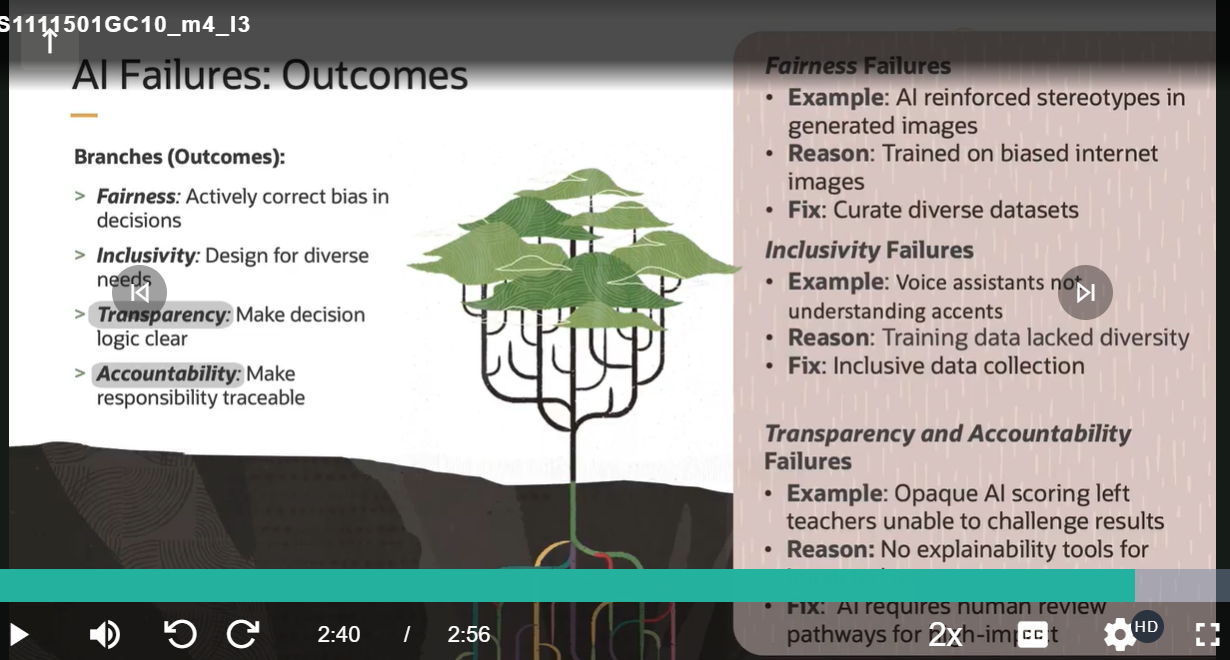 S1111501GC10_m4_l3
AI Failures: Outcomes
Branches (Outcomes):
> Fairness: Actively correct bias in
decisions
> Inclusivity: Design for diverse
needs
> Transparency: Make decision
logic clear
> Accountability: Make
responsibility traceable
Fairness Failures
• Example: AI reinforced stereotypes in
generated images
• Reason: Trained on biased internet
images
• Fix: Curate diverse datasets
Inclusivity Failures
• Example: Voice assistants not
understanding accents
• Reason: Training data lacked diversity
• Fix: Inclusive data collection
Transparency and Accountability
Failures
• Example: Opaque AI scoring left
teachers unable to challenge results
• Reason: No explainability tools for
• Fix: AI requires human review
pathways for high-impact
2:40 / 2:56
2x
CC
HD